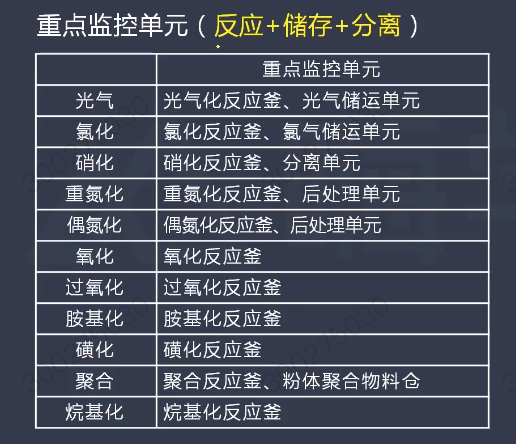 重点监控单元（反应+储存+分离）
重点监控单元
光气 光气化反应釜、光气储运单元
氯化 氯化反应釜、氯气储运单元
硝化 硝化反应釜、分离单元
重氮化 重氮化反应釜、后处理单元
偶氮化 偶氮化反应釜、后处理单元
氧化 氧化反应釜
过氧化 过氧化反应釜
胺基化 胺基化反应釜
磺化 磺化反应釜
聚合 聚合反应釜、粉体聚合物料仓
烷基化 烷基化反应釜